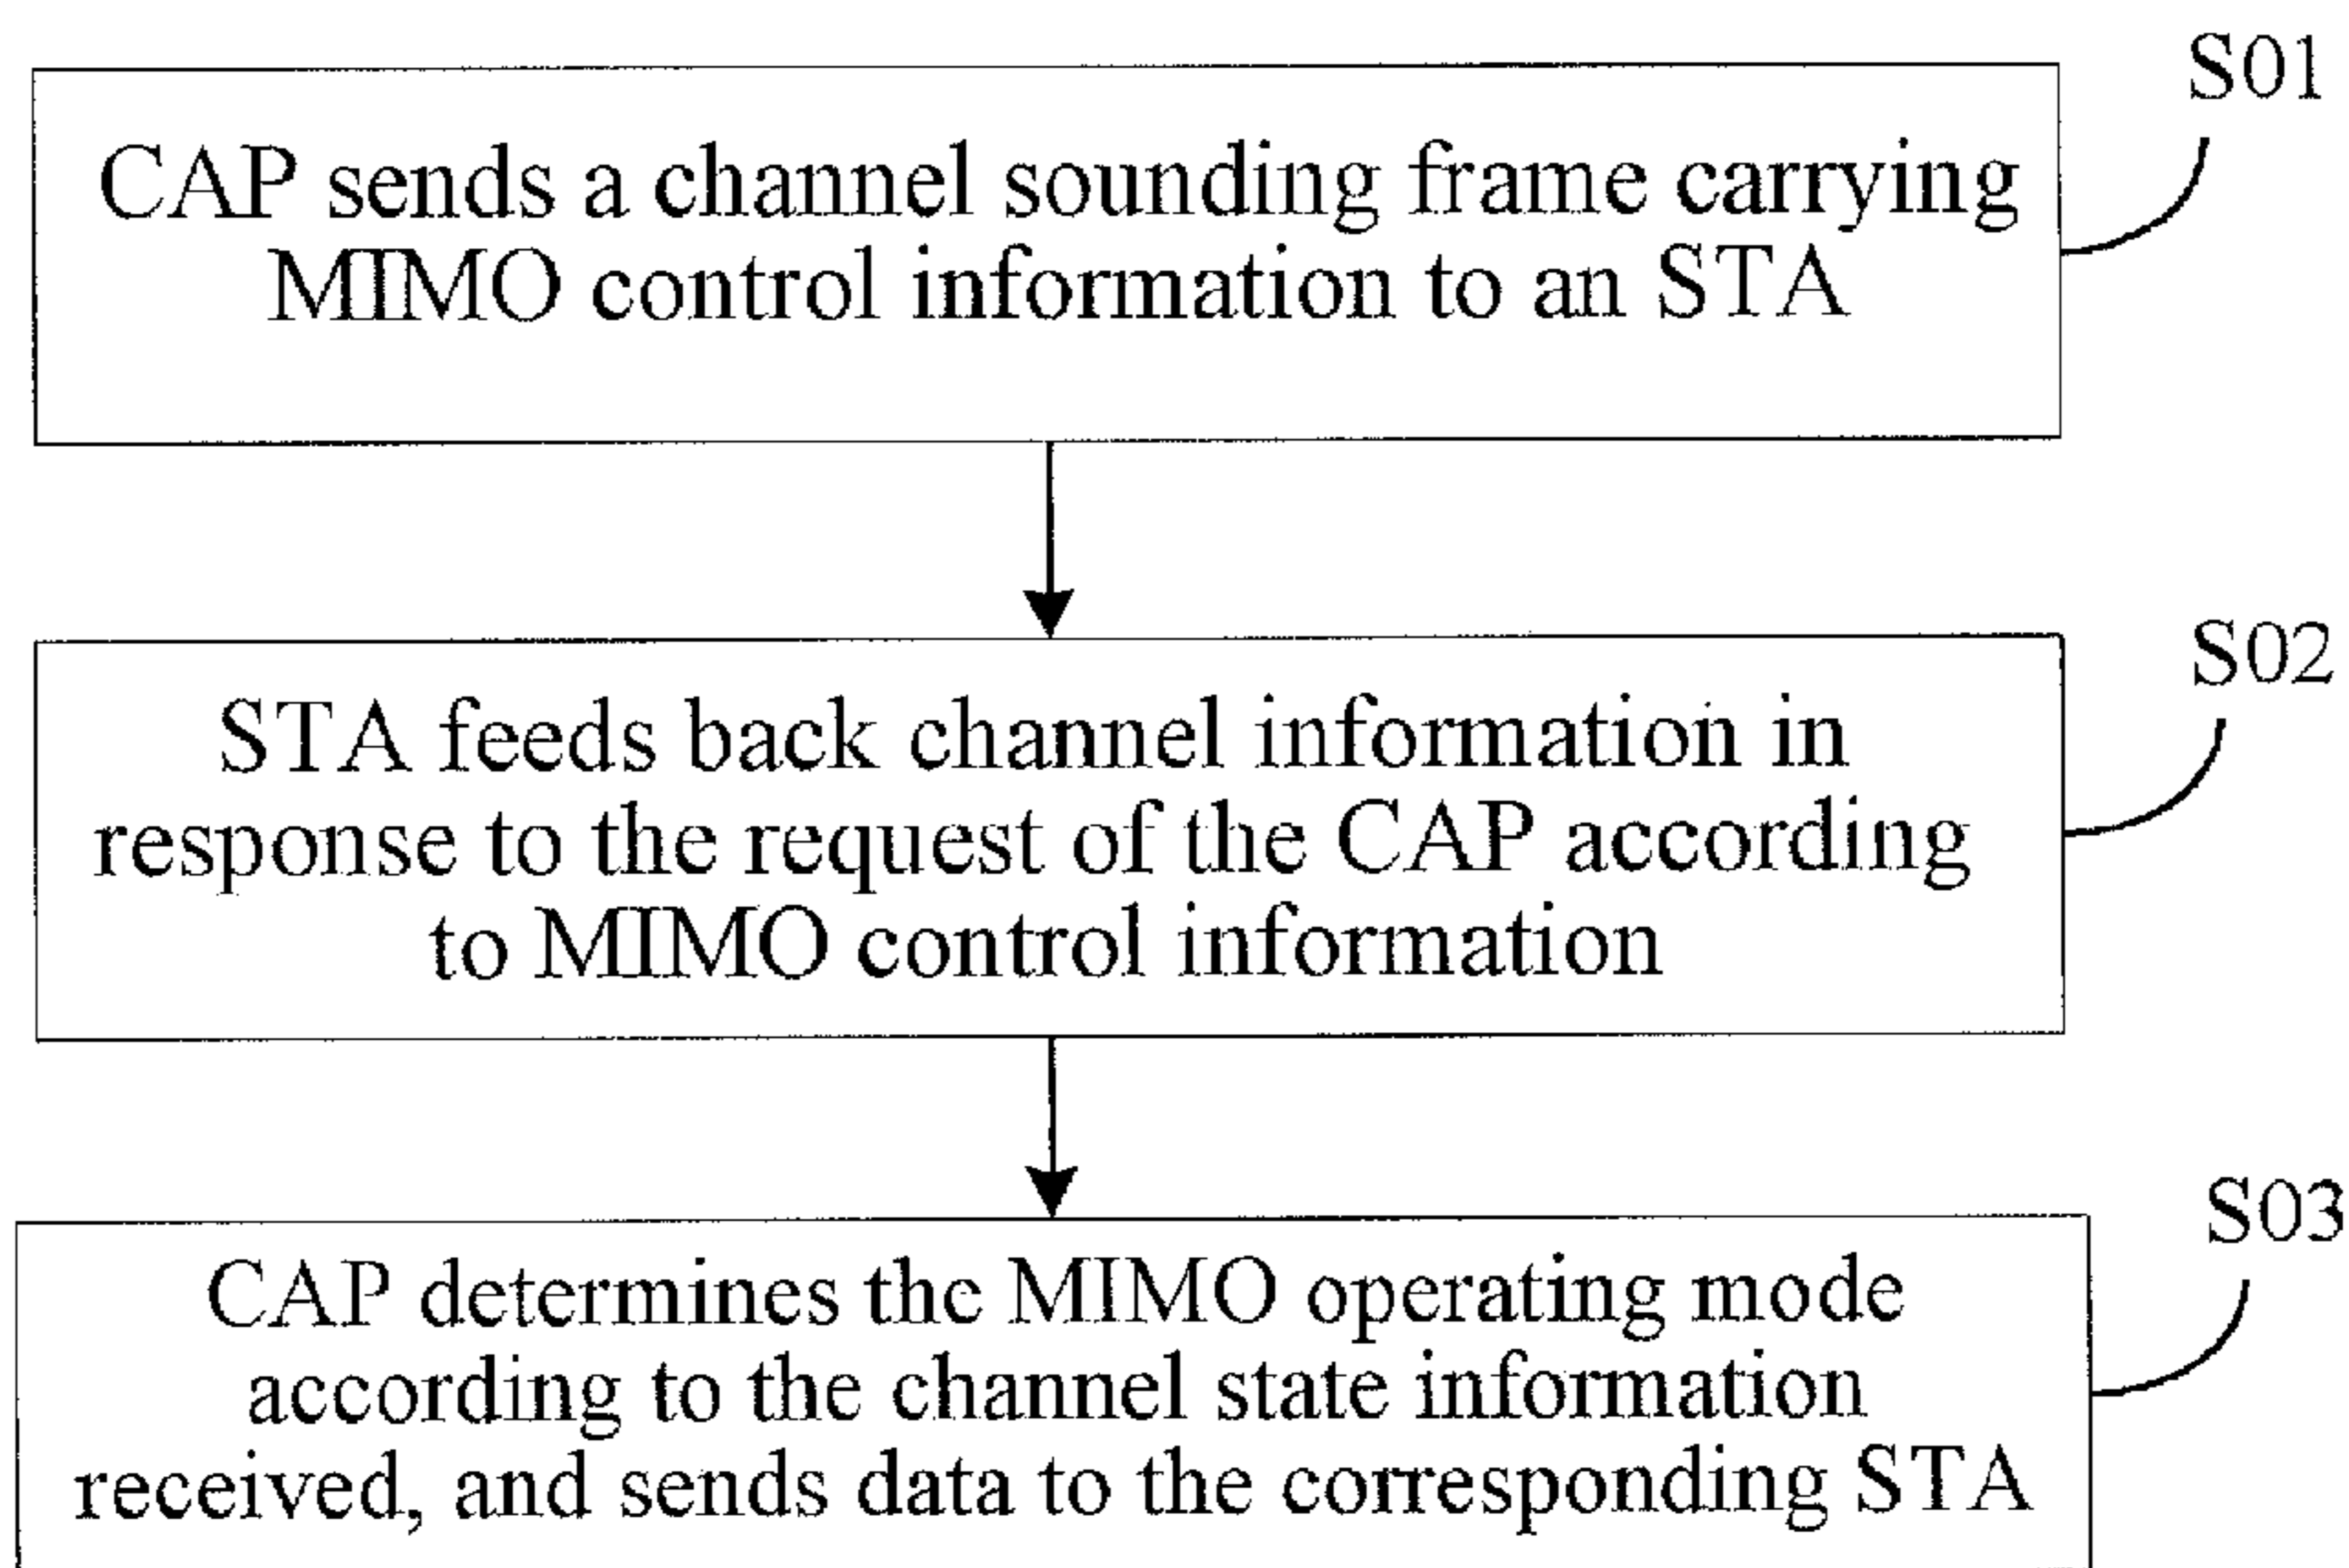 S01
CAP sends a channel sounding frame carrying
MIMO control information to an STA
S02
STA feeds back channel information in
response to the request of the CAP according
to MIMO control information
S03
CAP determines the MIMO operating mode
according to the channel state information
received, and sends data to the corresponding STA